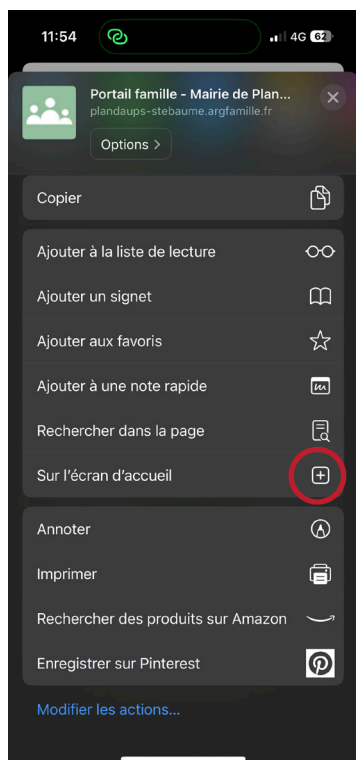 11:54
4G 62
Portail famille - Mairie de Plan...
plandaups-stebaume.argfamille.fr
Options >
Copier
Ajouter à la liste de lecture
Ajouter un signet
Ajouter aux favoris
Ajouter à une note rapide
Rechercher dans la page
Sur l’écran d’accueil
Annoter
Imprimer
Rechercher des produits sur Amazon
Enregistrer sur Pinterest
Modifier les actions...